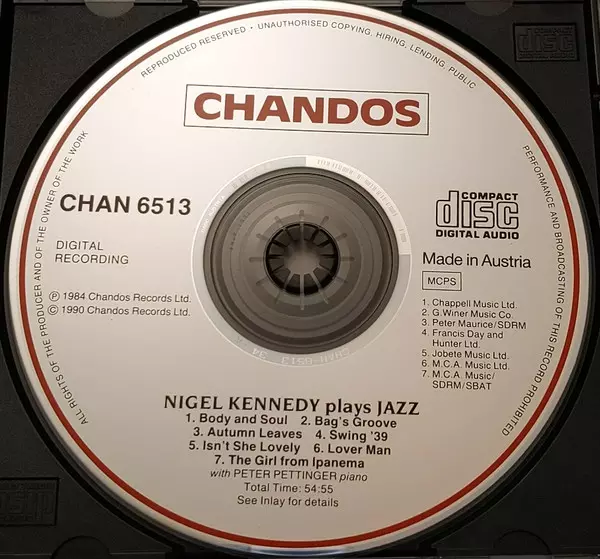 REPRODUCED RESERVED • UNAUTHORISED COPYING, HIRING, LENDING, PUBLIC PERFORMANCE AND BROADCASTING OF THIS RECORD PROHIBITED
ALL RIGHTS OF THE PRODUCER AND OF THE OWNER OF THE WORK
CHANDOS
CHAN 6513
COMPACT
disc
DIGITAL AUDIO
DIGITAL
RECORDING
Made in Austria
MCPS
℗ 1984 Chandos Records Ltd.
© 1990 Chandos Records Ltd.
1. Chappell Music Ltd.
2. G.Winer Music Co.
3. Peter Maurice/SDRM
4. Francis Day and
Hunter Ltd.
5. Jobete Music Ltd.
6. M.C.A. Music Ltd.
7. M.C.A. Music/
SDRM/SBAT
NIGEL KENNEDY plays JAZZ
1. Body and Soul 2. Bag's Groove
3. Autumn Leaves 4. Swing '39
5. Isn't She Lovely 6. Lover Man
7. The Girl from Ipanema
with PETER PETTINGER piano
Total Time: 54:55
See Inlay for details
disc